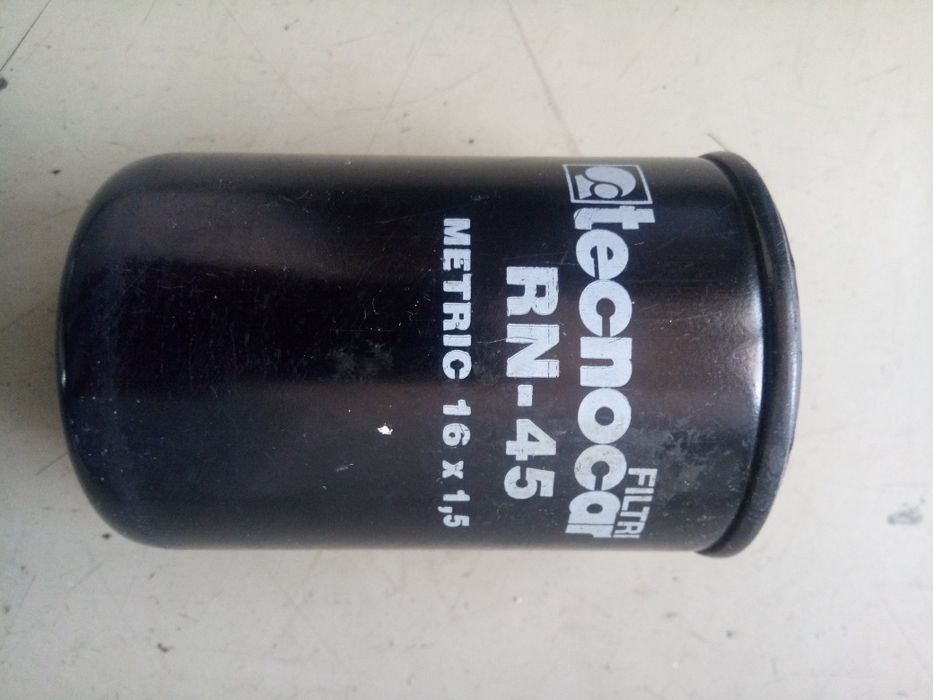 FILTRI
tecnocar
RN-45
METRIC 16 x 1,5